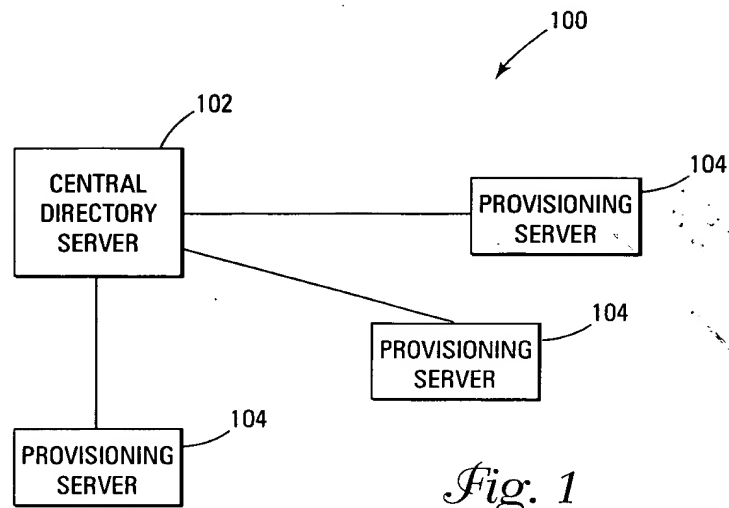 100
102
CENTRAL
DIRECTORY
SERVER
104
PROVISIONING
SERVER
104
PROVISIONING
SERVER
104
PROVISIONING
SERVER
Fig. 1